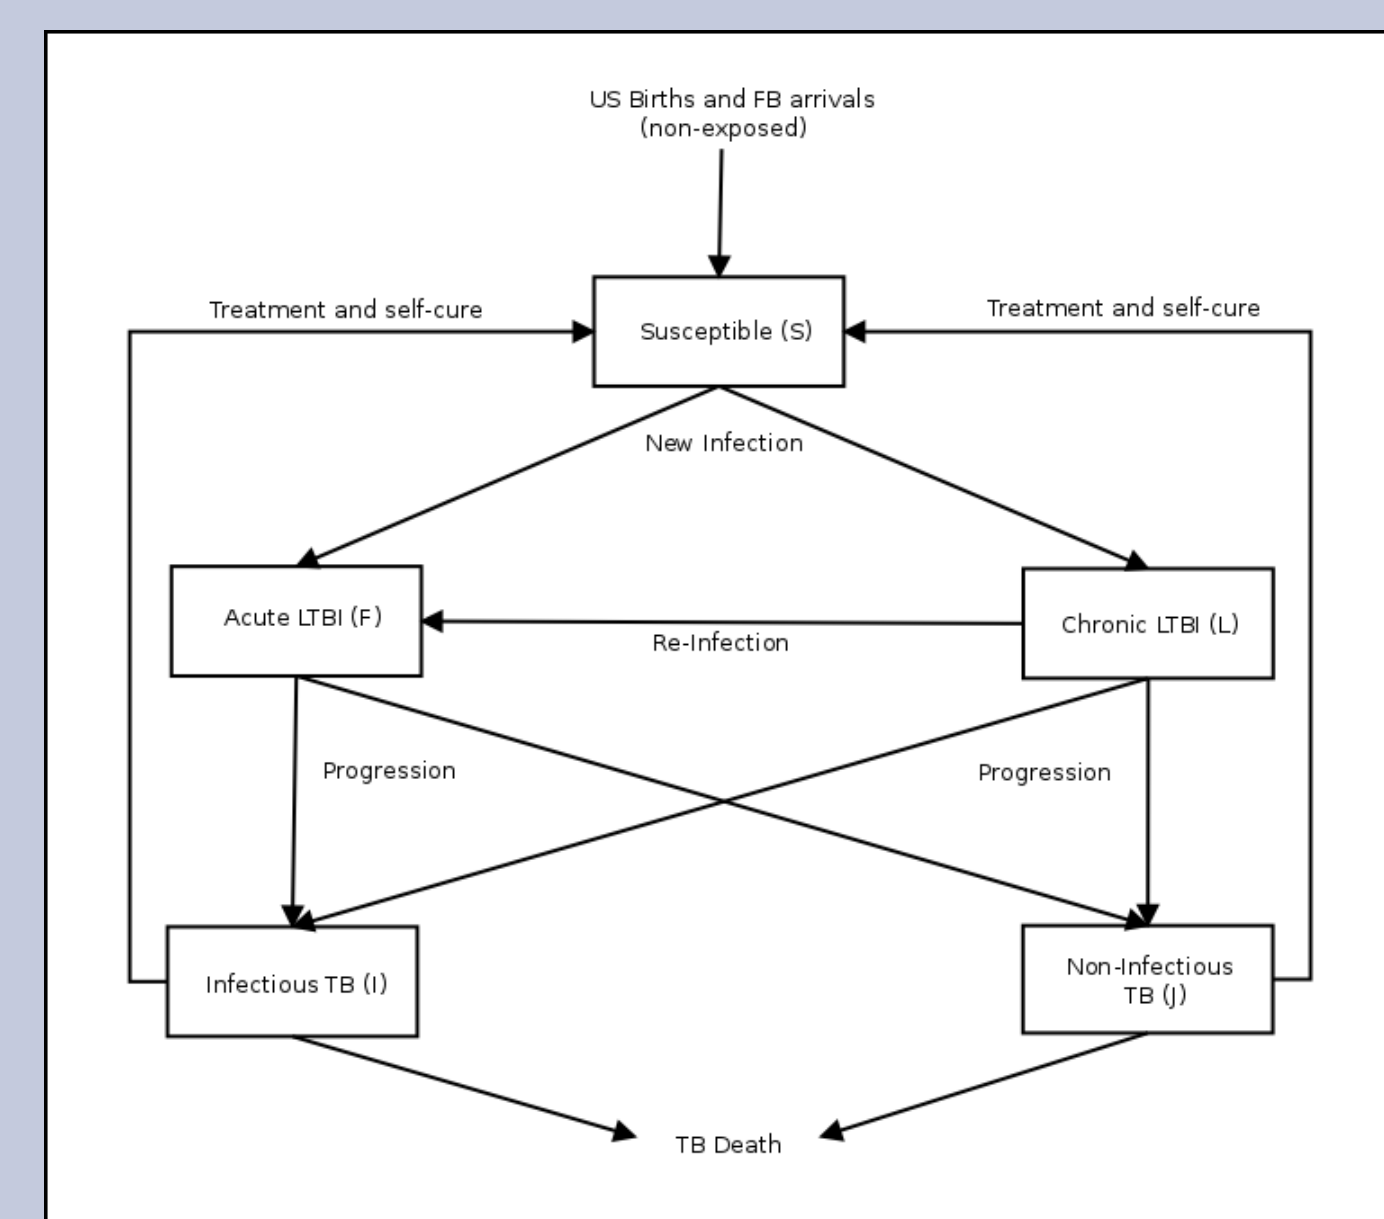 US Births and FB arrivals
(non-exposed)
Treatment and self-cure
Susceptible (S)
Treatment and self-cure
New Infection
Acute LTBI (F)
Re-Infection
Chronic LTBI (L)
Progression
Progression
Infectious TB (I)
Non-Infectious
TB (J)
TB Death